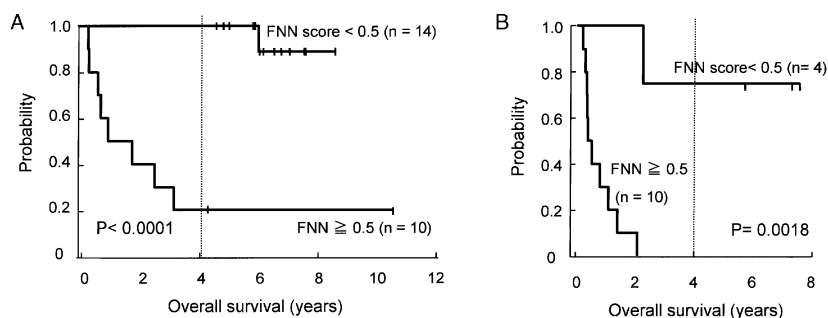 A
1.0
0.8
0.6
0.4
0.2
0
Probability
FNN score < 0.5 (n = 14)
P< 0.0001
FNN ≧ 0.5 (n = 10)
0 2 4 6 8 10 12
Overall survival (years)
B
1.0
0.8
0.6
0.4
0.2
0
Probability
FNN score< 0.5 (n= 4)
FNN ≧ 0.5
(n = 10)
P= 0.0018
0 2 4 6 8
Overall survival (years)